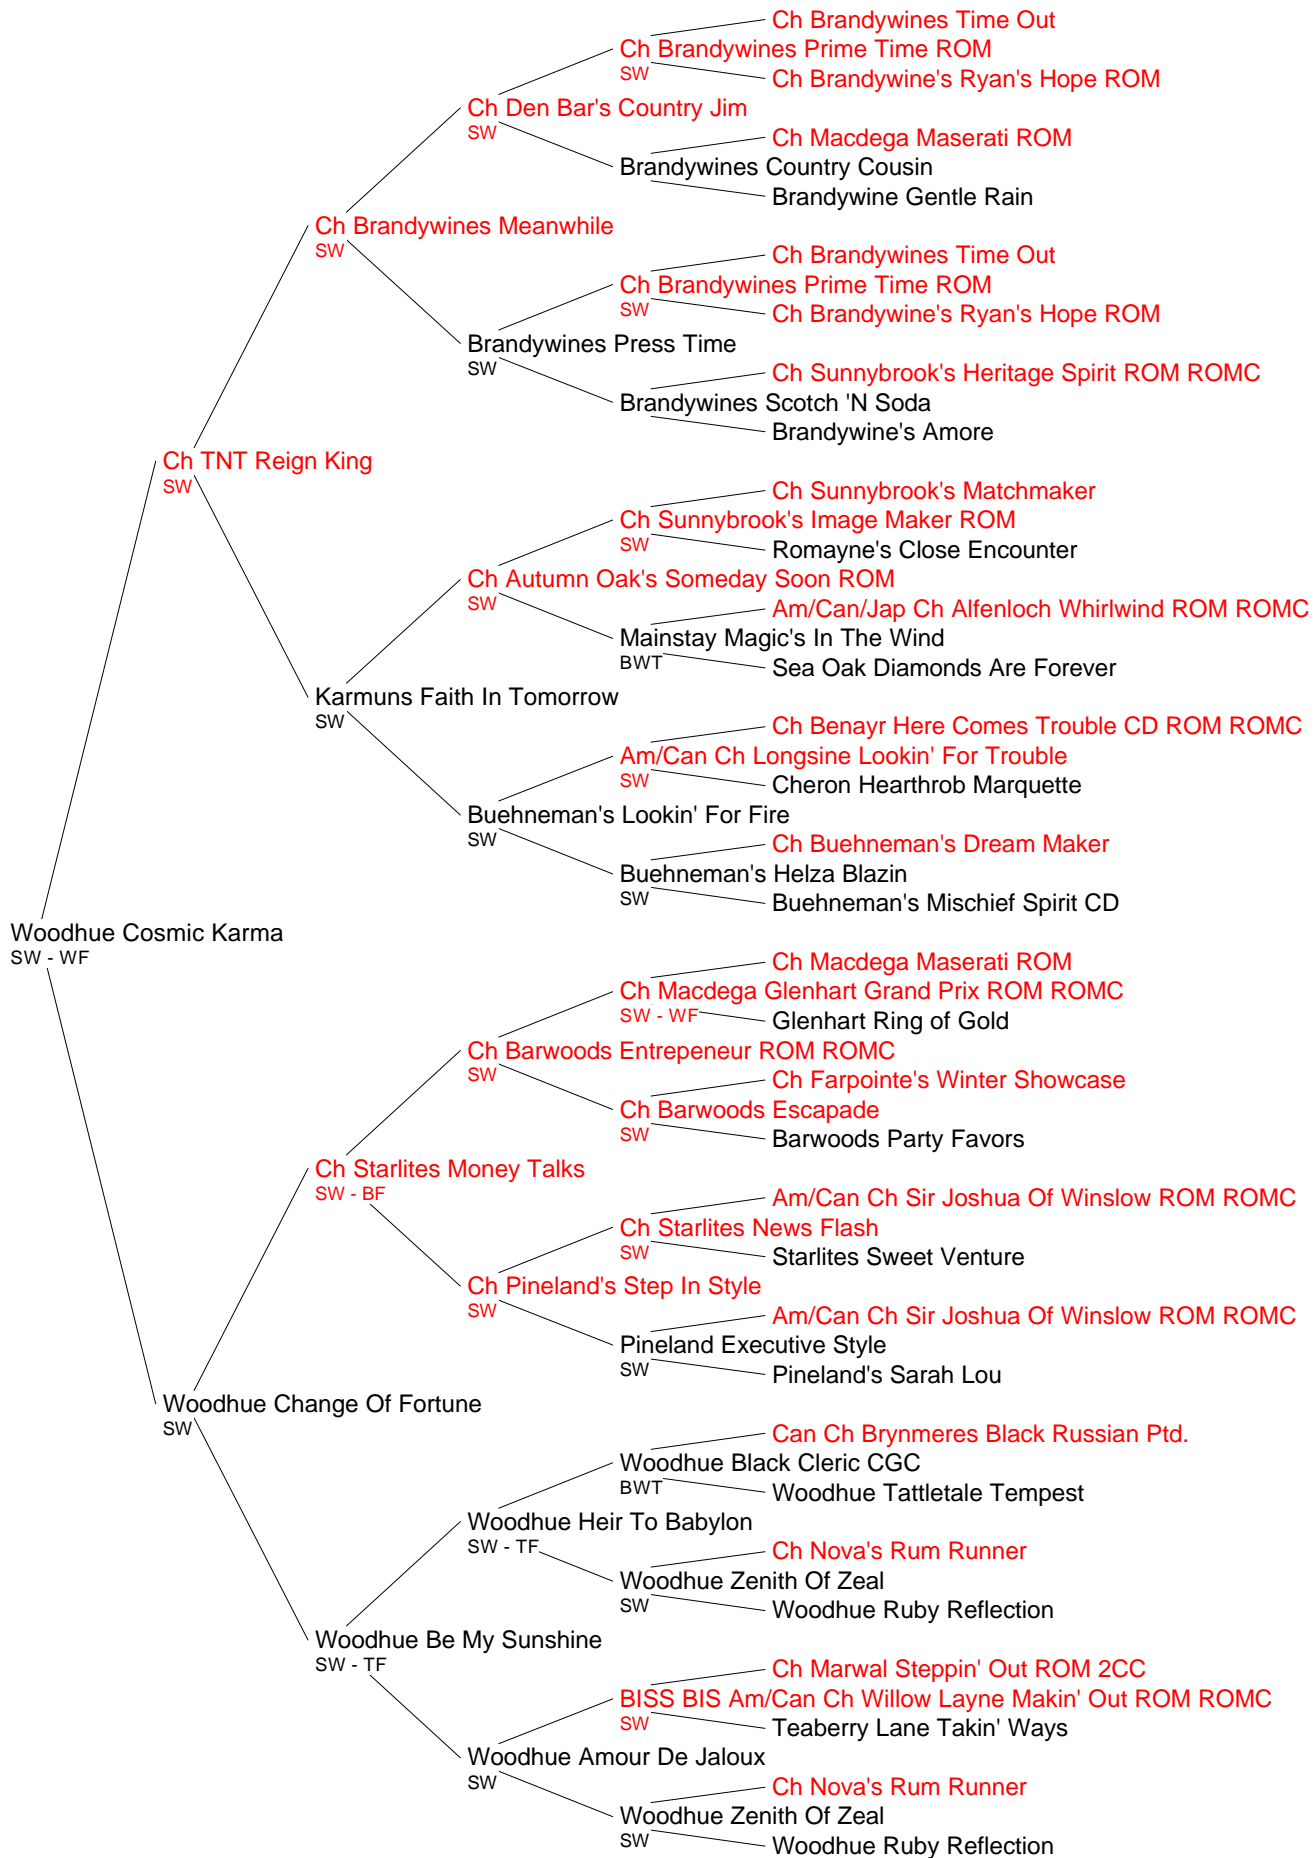 Ch Brandywines Time Out
Ch Brandywines Prime Time ROM
SW
Ch Brandywine's Ryan's Hope ROM
Ch Den Bar's Country Jim
SW
Ch Macdega Maserati ROM
Brandywines Country Cousin
Brandywine Gentle Rain
Ch Brandywines Meanwhile
SW
Ch Brandywines Time Out
Ch Brandywines Prime Time ROM
SW
Ch Brandywine's Ryan's Hope ROM
Brandywines Press Time
SW
Ch Sunnybrook's Heritage Spirit ROM ROMC
Brandywines Scotch 'N Soda
Brandywine's Amore
Ch TNT Reign King
SW
Ch Sunnybrook's Matchmaker
Ch Sunnybrook's Image Maker ROM
SW
Romayne's Close Encounter
Ch Autumn Oak's Someday Soon ROM
SW
Am/Can/Jap Ch Alfenloch Whirlwind ROM ROMC
Mainstay Magic's In The Wind
BWT
Sea Oak Diamonds Are Forever
Karmuns Faith In Tomorrow
SW
Ch Benayr Here Comes Trouble CD ROM ROMC
Am/Can Ch Longsine Lookin' For Trouble
SW
Cheron Hearthrob Marquette
Buehneman's Lookin' For Fire
SW
Ch Buehneman's Dream Maker
Buehneman's Helza Blazin
SW
Buehneman's Mischief Spirit CD
Woodhue Cosmic Karma
SW - WF
Ch Macdega Maserati ROM
Ch Macdega Glenhart Grand Prix ROM ROMC
SW - WF
Glenhart Ring of Gold
Ch Barwoods Entrepeneur ROM ROMC
SW
Ch Farpointe's Winter Showcase
Ch Barwoods Escapade
SW
Barwoods Party Favors
Ch Starlites Money Talks
SW - BF
Am/Can Ch Sir Joshua Of Winslow ROM ROMC
Ch Starlites News Flash
SW
Starlites Sweet Venture
Ch Pineland's Step In Style
SW
Am/Can Ch Sir Joshua Of Winslow ROM ROMC
Pineland Executive Style
SW
Pineland's Sarah Lou
Woodhue Change Of Fortune
SW
Can Ch Brynmeres Black Russian Ptd.
Woodhue Black Cleric CGC
BWT
Woodhue Tattletale Tempest
Woodhue Heir To Babylon
SW - TF
Ch Nova's Rum Runner
Woodhue Zenith Of Zeal
SW
Woodhue Ruby Reflection
Woodhue Be My Sunshine
SW - TF
Ch Marwal Steppin' Out ROM 2CC
BISS BIS Am/Can Ch Willow Layne Makin' Out ROM ROMC
SW
Teaberry Lane Takin' Ways
Woodhue Amour De Jaloux
SW
Ch Nova's Rum Runner
Woodhue Zenith Of Zeal
SW
Woodhue Ruby Reflection